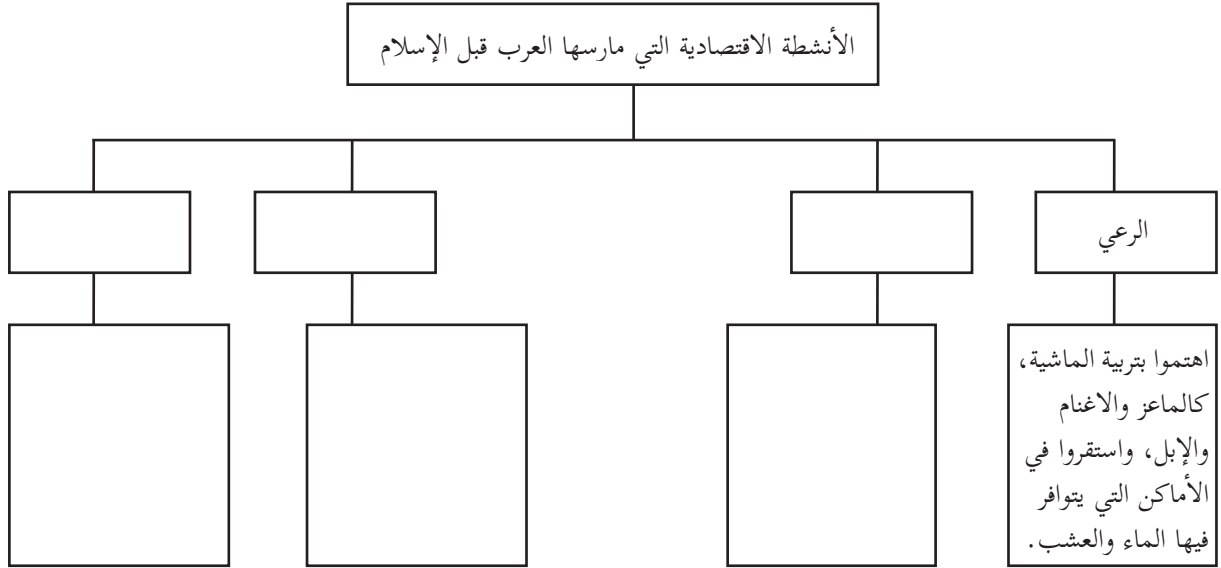 الأنشطة الاقتصادية التي مارسها العرب قبل الإسلام
الرعي
اهتموا بتربية الماشية،
كالماعز والاغنام
والإبل، واستقروا في
الأماكن التي يتوافر
فيها الماء والعشب.